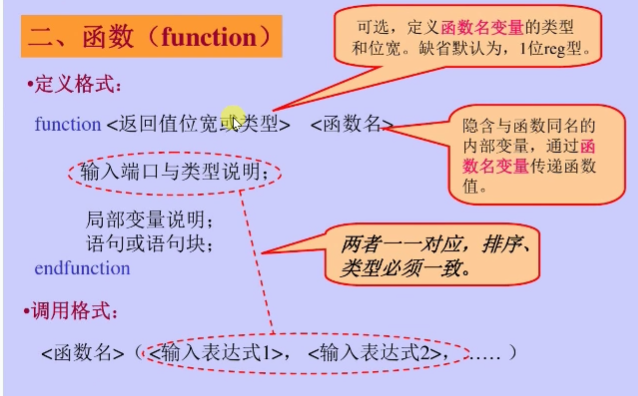 二、函数（function）
可选，定义函数名变量的类型
和位宽。缺省默认为，1位reg型。
•定义格式：
function <返回值位宽或类型> <函数名>
隐含与函数同名的
内部变量，通过函
数名变量传递函数
值。
输入端口与类型说明；
局部变量说明；
语句或语句块；
endfunction
两者一一对应，排序、
类型必须一致。
•调用格式：
<函数名>（<输入表达式1>， <输入表达式2>，…… ）